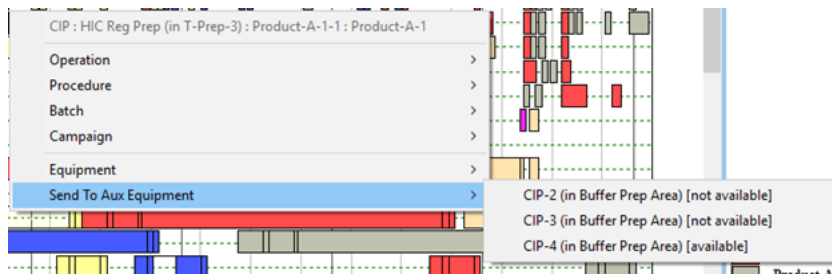 CIP : HIC Reg Prep (in T-Prep-3) : Product-A-1-1 : Product-A-1
Operation
Procedure
Batch
Campaign
Equipment
Send To Aux Equipment
CIP-2 (in Buffer Prep Area) [not available]
CIP-3 (in Buffer Prep Area) [not available]
CIP-4 (in Buffer Prep Area) [available]